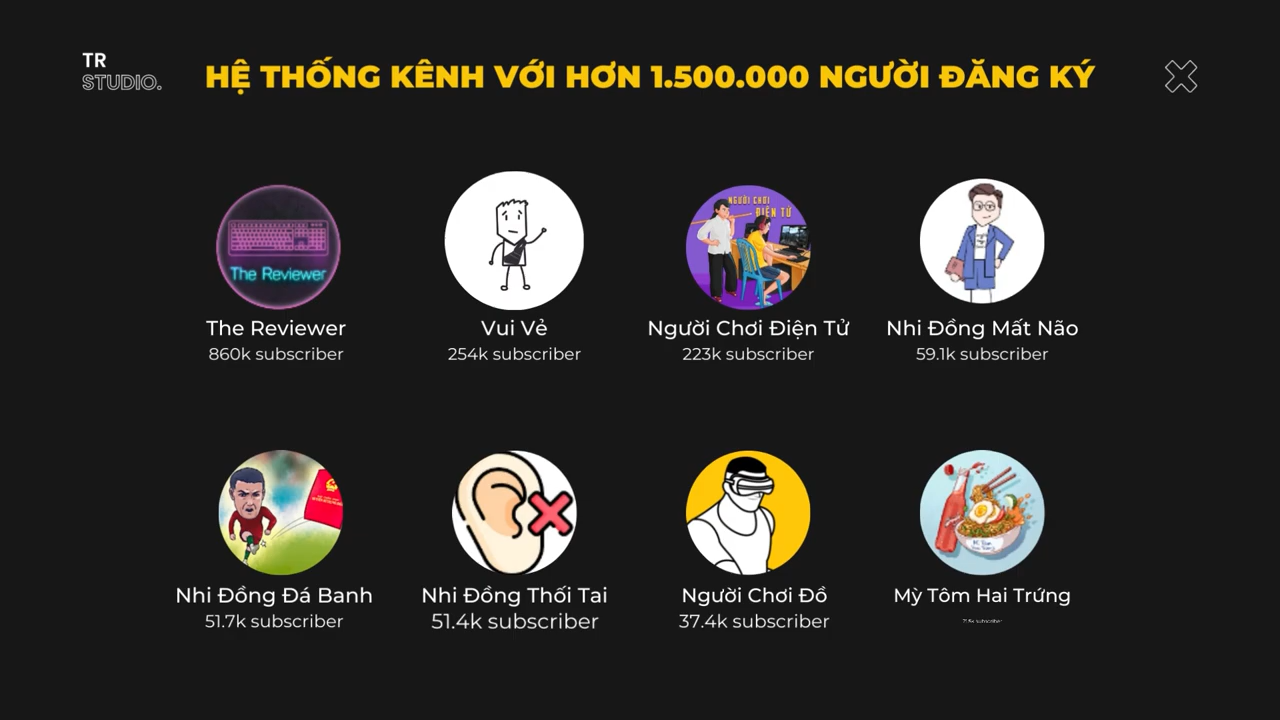 TR
STUDIO.
HỆ THỐNG KÊNH VỚI HƠN 1.500.000 NGƯỜI ĐĂNG KÝ
The Reviewer
NGƯỜI CHƠI
ĐIỆN TỬ
The Reviewer
860k subscriber
Vui Vẻ
254k subscriber
Người Chơi Điện Tử
223k subscriber
Nhi Đồng Mất Não
59.1k subscriber
Nhi Đồng Đá Banh
51.7k subscriber
Nhi Đồng Thối Tai
51.4k subscriber
Người Chơi Đồ
37.4k subscriber
Mỳ Tôm Hai Trứng
subscriber